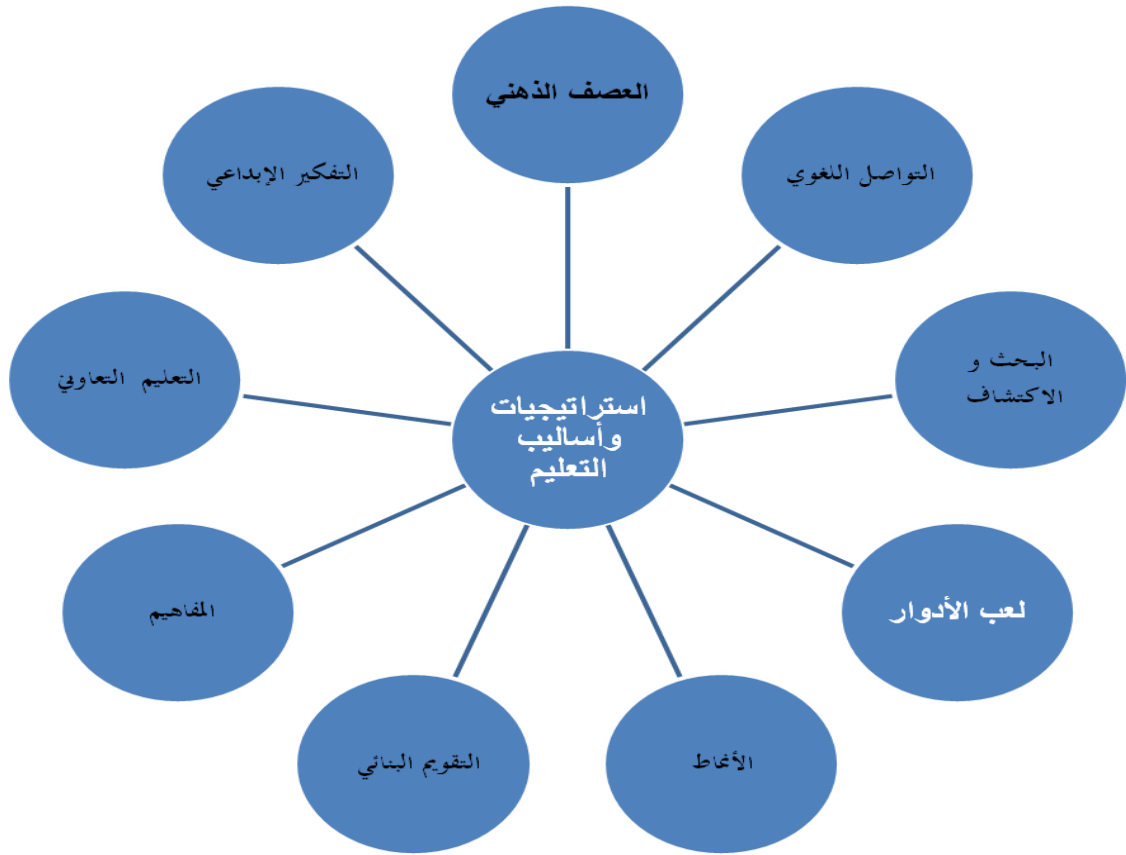 العصف الذهني
التواصل اللغوي
التفكير الإبداعي
البحث و
الاكتشاف
التعليم التعاوني
استراتيجيات
وأساليب
التعليم
لعب الأدوار
المفاهيم
الأنماط
التقويم البنائي